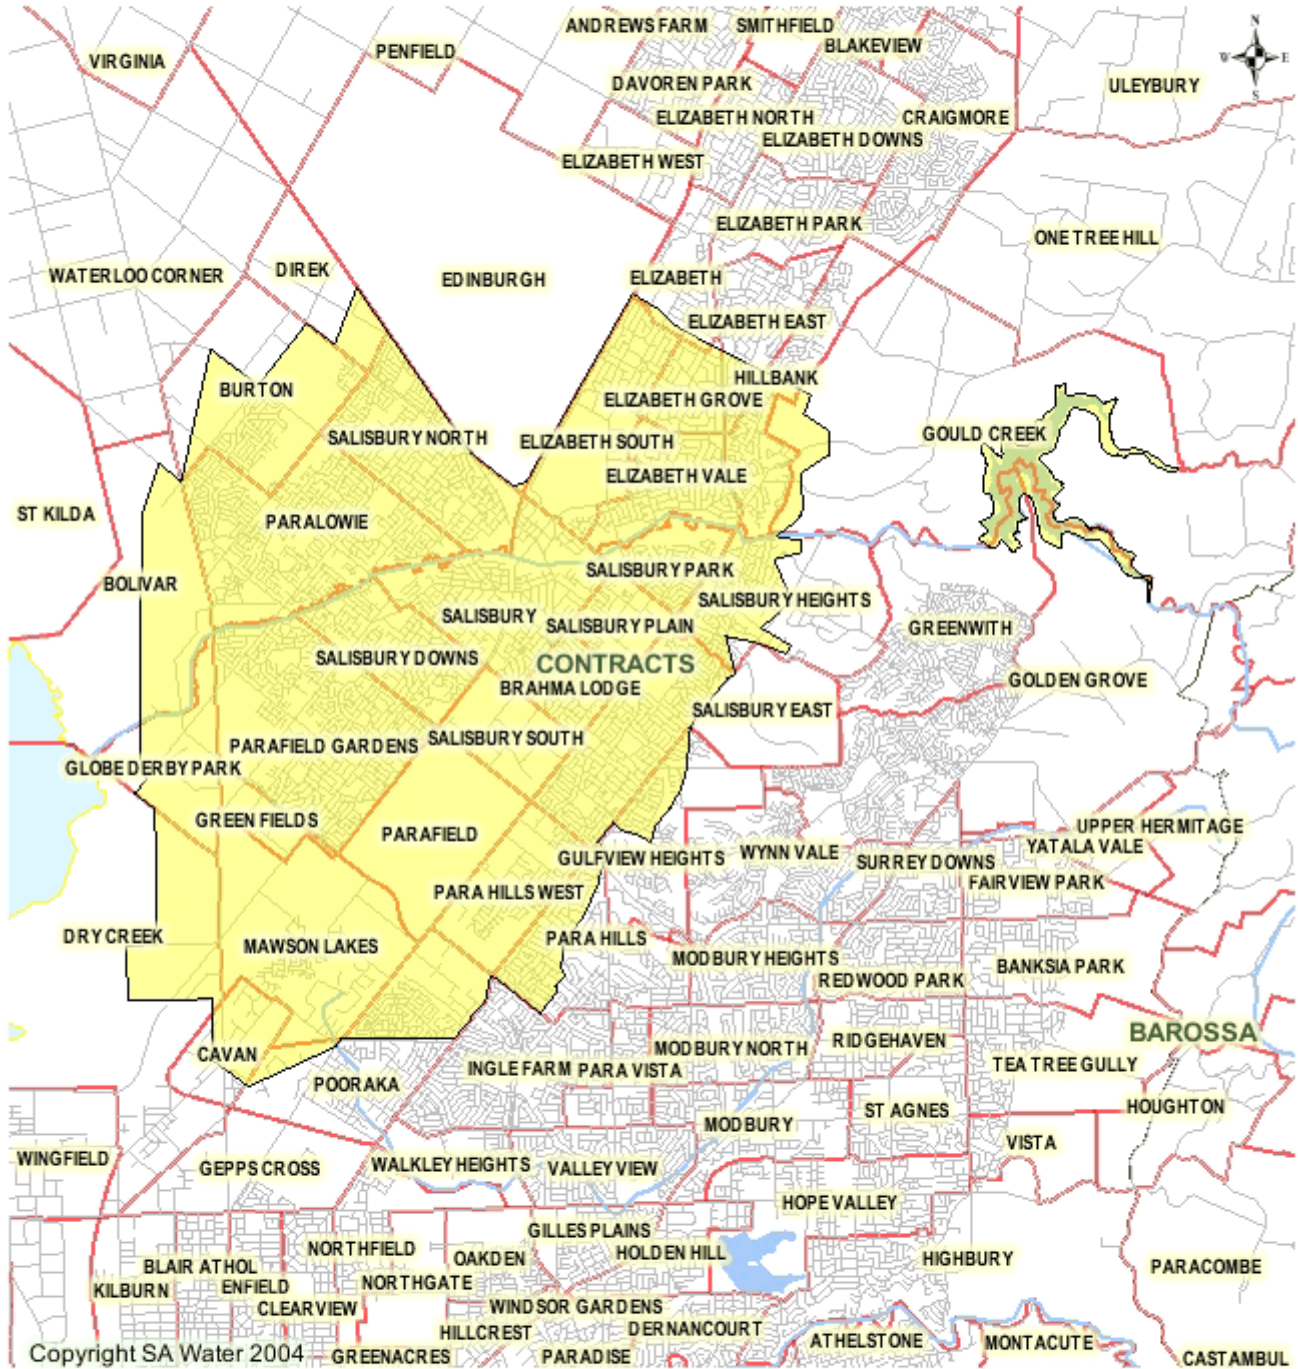 ANDREWS FARM
SMITHFIELD
BLAKEVIEW
N
W E
S
VIRGINIA
PENFIELD
DAVOREN PARK
ULEYBURY
ELIZABETH NORTH
CRAIGMORE
ELIZABETH DOWNS
ELIZABETH WEST
ELIZABETH PARK
ONE TREE HILL
WATERLOO CORNER
DIREK
EDINBURGH
ELIZABETH
ELIZABETH EAST
HILLBANK
BURTON
ELIZABETH GROVE
SALISBURY NORTH
ELIZABETH SOUTH
GOULD CREEK
ELIZABETH VALE
ST KILDA
PARALOWIE
BOLIVAR
SALISBURY PARK
SALISBURY HEIGHTS
SALISBURY
SALISBURY PLAIN
GREENWITH
SALISBURY DOWNS
CONTRACTS
BRAHMA LODGE
GOLDEN GROVE
SALISBURY EAST
PARAFIELD GARDENS
SALISBURY SOUTH
GLOBE DERBY PARK
GREEN FIELDS
PARAFIELD
UPPER HERMITAGE
YATALA VALE
GULFVIEW HEIGHTS
WYNN VALE
SURREY DOWNS
FAIRVIEW PARK
PARA HILLS WEST
DRY CREEK
MAWSON LAKES
PARA HILLS
MODBURY HEIGHTS
BANKSIA PARK
REDWOOD PARK
BAROSSA
CAVAN
MODBURY NORTH
RIDGEHAVEN
TEA TREE GULLY
INGLE FARM
PARA VISTA
POORAKA
ST AGNES
HOUGHTON
MODBURY
VISTA
WINGFIELD
GEPPS CROSS
WALKLEY HEIGHTS
VALLEY VIEW
HOPE VALLEY
GILLES PLAINS
NORTHFIELD
OAKDEN
HOLDEN HILL
HIGHBURY
PARACOMBE
BLAIR ATHOL
KILBURN
ENFIELD
NORTHGATE
CLEARVIEW
WINDSOR GARDENS
HILLCREST
DERNANCOURT
ATHELSTONE
MONTACUTE
Copyright SA Water 2004
GREENACRES
PARADISE
CASTAMBUL